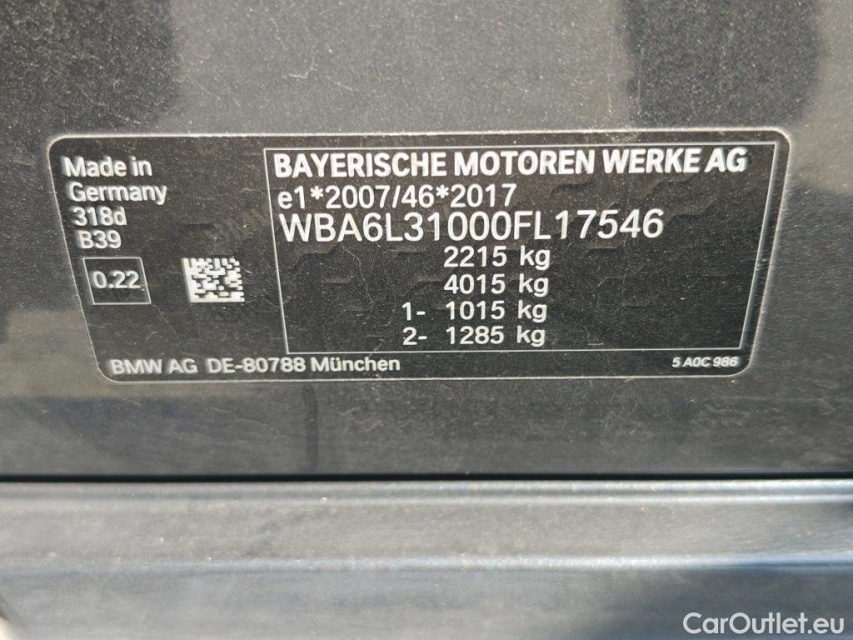 Made in
Germany
318d
B39
0.22
BAYERISCHE MOTOREN WERKE AG
e1*2007/46*2017
WBA6L31000FL17546
2215 kg
4015 kg
1- 1015 kg
2- 1285 kg
BMW AG DE-80788 München
5 A0C 986
CarOutlet.eu